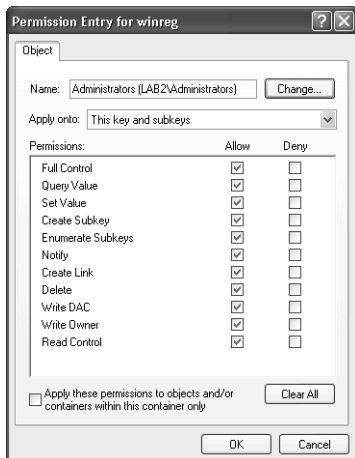 Permission Entry for winreg
Object
Name: Administrators (LAB2\Administrators) Change...
Apply onto: This key and subkeys
Permissions: Allow Deny
Full Control
Query Value
Set Value
Create Subkey
Enumerate Subkeys
Notify
Create Link
Delete
Write DAC
Write Owner
Read Control
Apply these permissions to objects and/or
containers within this container only
Clear All
OK Cancel